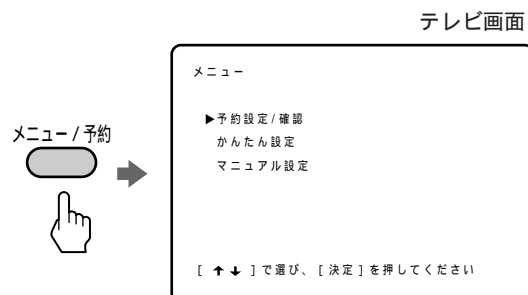 テレビ画面
メニュー / 予約
メニュー
▶予約設定/確認
かんたん設定
マニュアル設定
[ ↑↓ ]で選び、[決定]を押してください